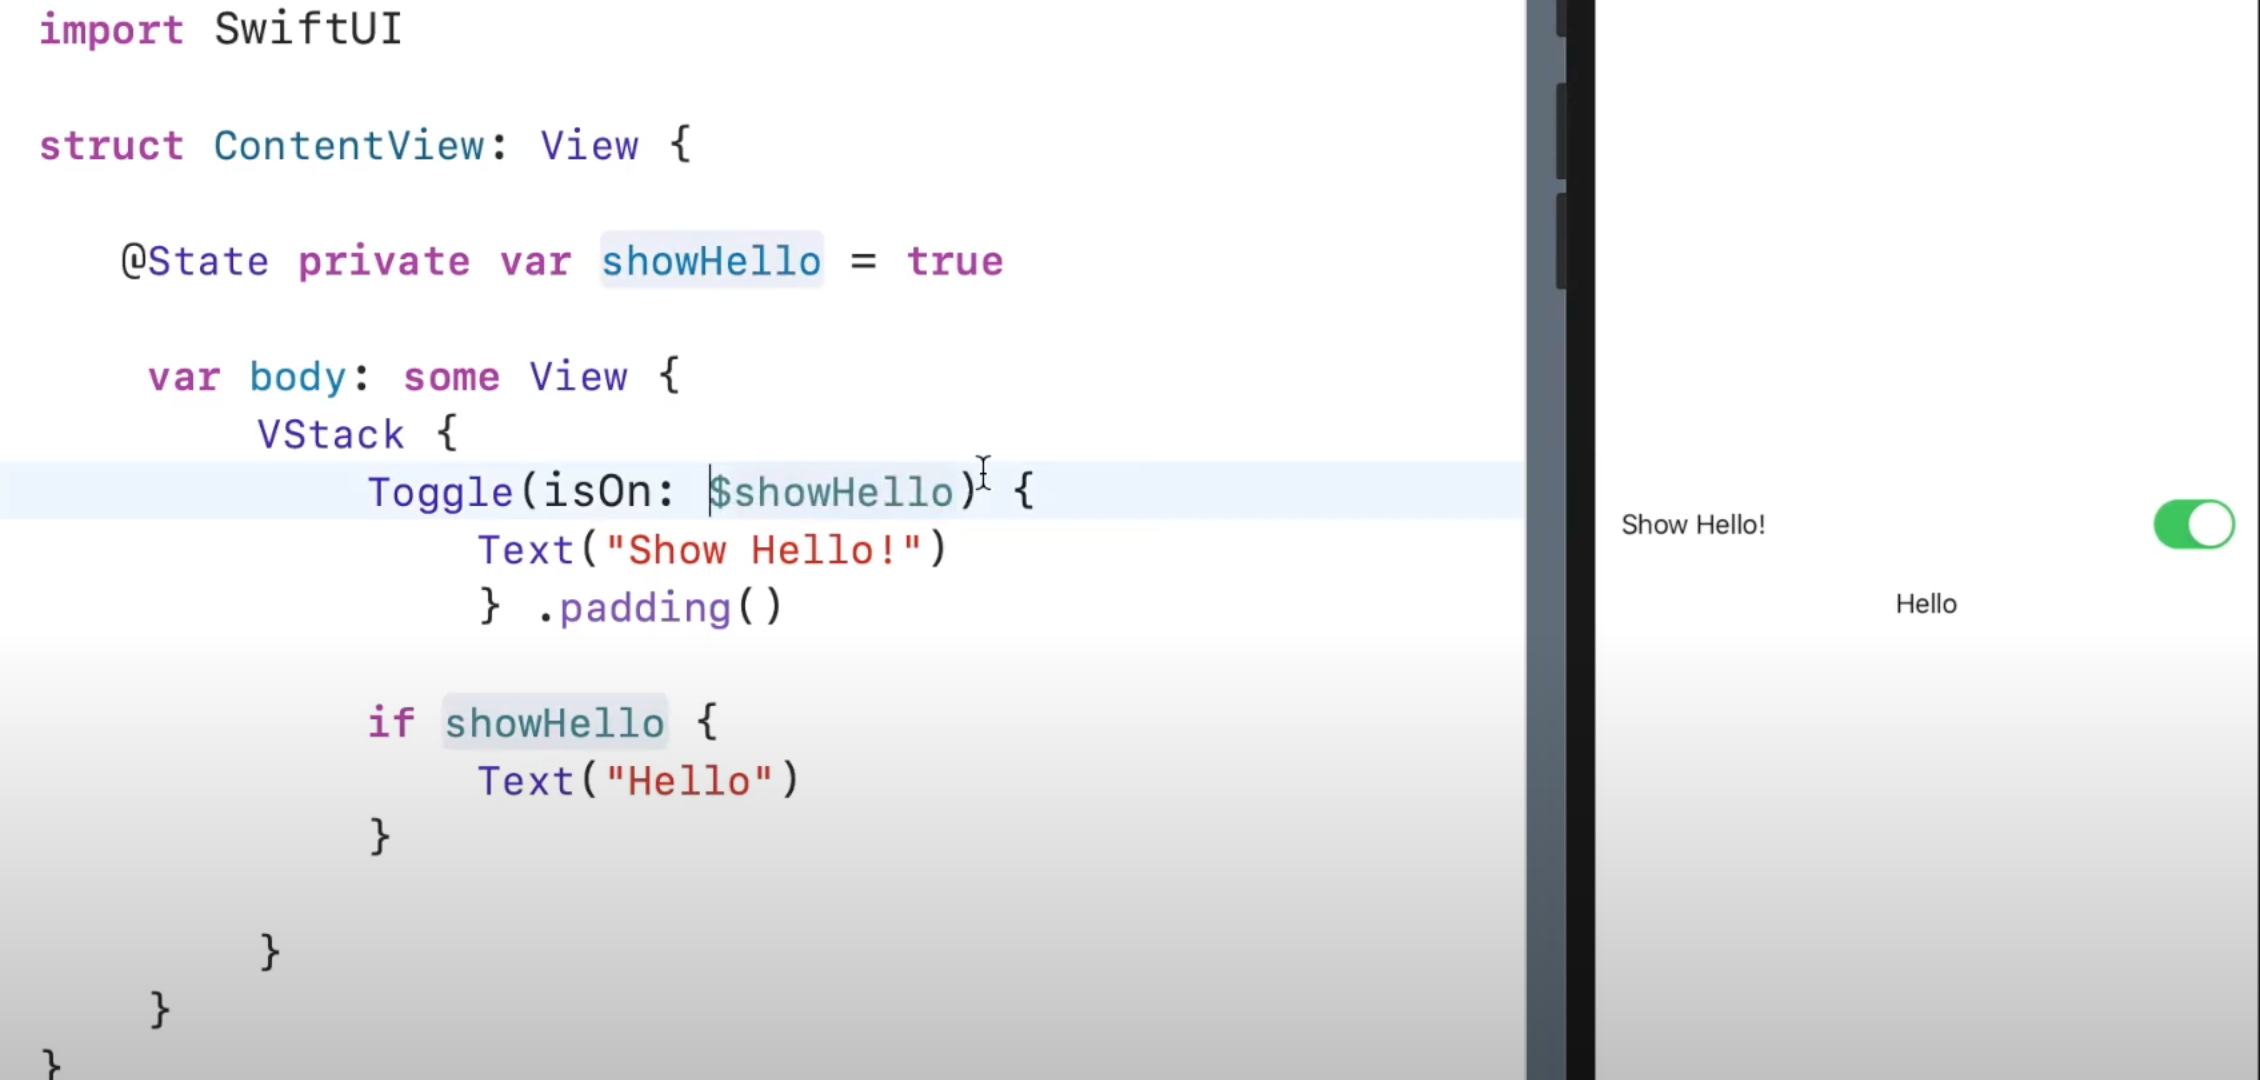 import SwiftUI
struct ContentView: View {
@State private var showHello = true
var body: some View {
VStack {
Toggle(isOn: $showHello) {
Text("Show Hello!")
} .padding()
if showHello {
Text("Hello")
}
}
}
}
Show Hello!
Hello